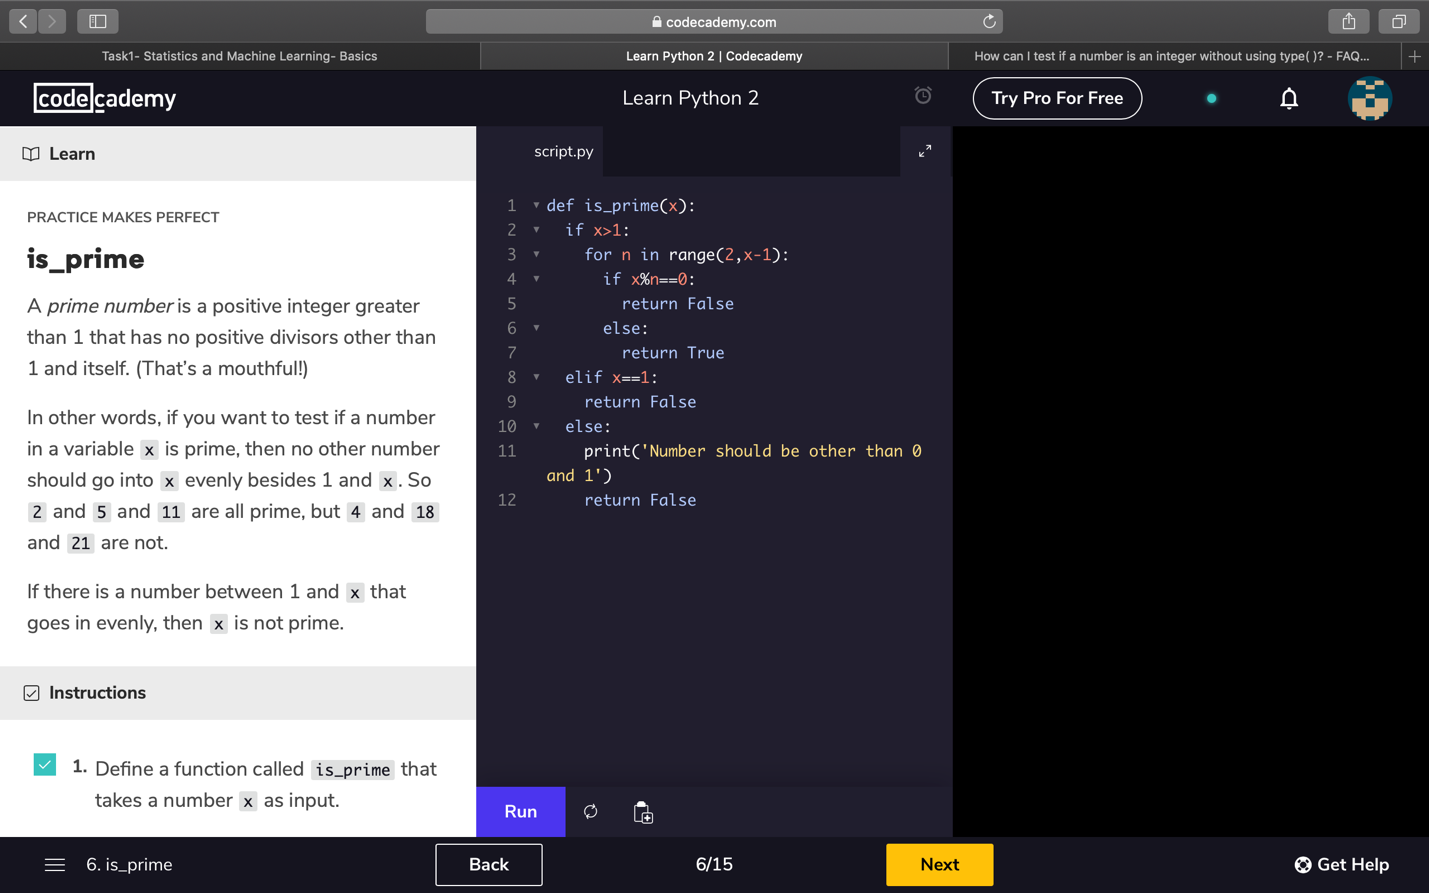 codecademy.com
Task1- Statistics and Machine Learning- Basics
Learn Python 2 | Codecademy
How can I test if a number is an integer without using type( )? - FAQ...
codecademy
Learn Python 2
Try Pro For Free
Learn
script.py
PRACTICE MAKES PERFECT
is_prime
A prime number is a positive integer greater
than 1 that has no positive divisors other than
1 and itself. (That's a mouthful!)
In other words, if you want to test if a number
in a variable x is prime, then no other number
should go into x evenly besides 1 and x. So
2 and 5 and 11 are all prime, but 4 and 18
and 21 are not.
If there is a number between 1 and x that
goes in evenly, then x is not prime.
Instructions
1. Define a function called is_prime that
takes a number x as input.
1 def is_prime(x):
2 if x>1:
3 for n in range(2,x-1):
4 if x%n==0:
5 return False
6 else:
7 return True
8 elif x==1:
9 return False
10 else:
11 print('Number should be other than 0
and 1')
12 return False
Run
6. is_prime
Back
6/15
Next
Get Help